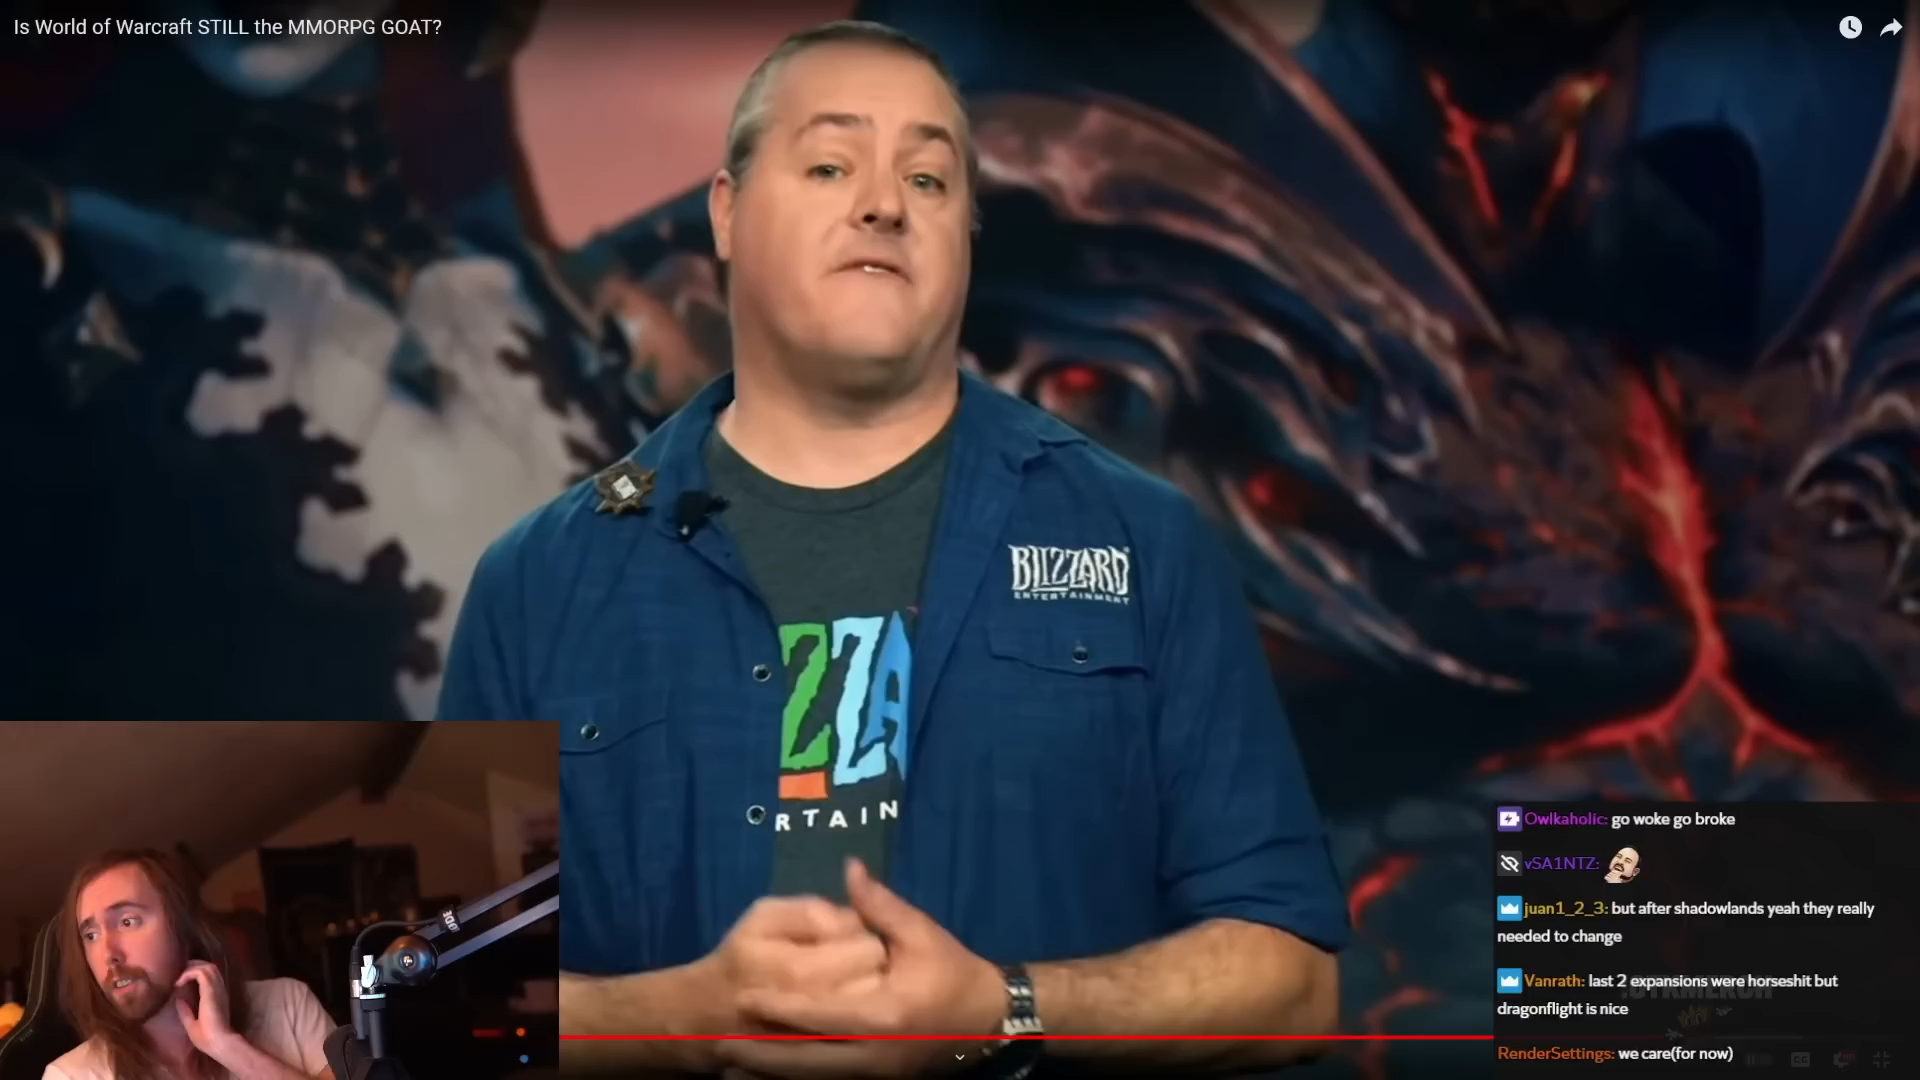 Is World of Warcraft STILL the MMORPG GOAT?
BLIZZARD
ENTERTAINMENT
ZZA
RTAIN
Owlkaholic: go woke go broke
vSA1NTZ:
juan1_2_3: but after shadowlands yeah they really
needed to change
Vanrath: last 2 expansions were horseshit but
dragonflight is nice
RenderSettings: we care(for now)
CC